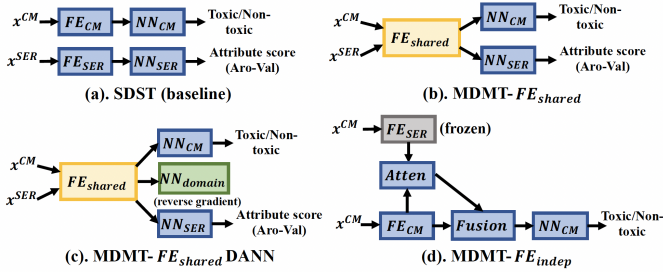 x^CM FE_CM NN_CM Toxic/Non-
toxic
x^SER FE_SER NN_SER Attribute score
(Aro-Val)
(a). SDST (baseline)
x^CM NN_CM Toxic/Non-
toxic
FE_shared
x^SER NN_SER Attribute score
(Aro-Val)
(b) MDMT-FE_shared
NN_CM Toxic/Non-
toxic
x^CM
FE_shared NN_domain
x^SER (reverse gradient)
NN_SER Attribute score
(Aro-Val)
(c). MDMT-FE_shared DANN
x^CM FE_SER (frozen)
Atten
x^CM FE_CM Fusion NN_CM Toxic/Non-
toxic
(d). MDMT-FE_indep